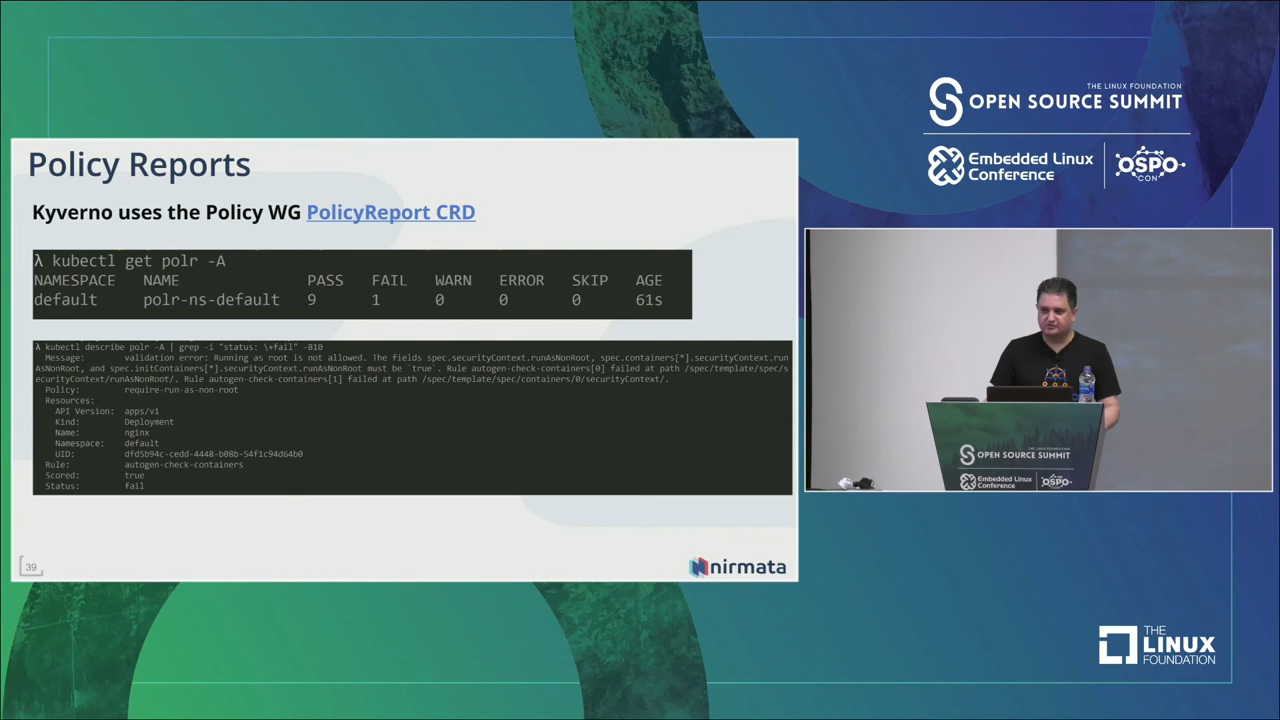 THE LINUX FOUNDATION
OPEN SOURCE SUMMIT
Embedded Linux
Conference
OSPO
CON
Policy Reports
Kyverno uses the Policy WG PolicyReport CRD
λ kubectl get polr -A
NAMESPACE NAME PASS FAIL WARN ERROR SKIP AGE
default polr-ns-default 9 1 0 0 0 61s
λ kubectl describe polr -A | grep -i "status: \+fail" -B10
Message: validation error: Running as root is not allowed. The fields spec.securityContext.runAsNonRoot, spec.containers[*].securityContext.run
AsNonRoot, and spec.initContainers[*].securityContext.runAsNonRoot must be `true`. Rule autogen-check-containers[0] failed at path /spec/template/spec/s
ecurityContext/runAsNonRoot/. Rule autogen-check-containers[1] failed at path /spec/template/spec/containers/0/securityContext/.
Policy: require-run-as-non-root
Resources:
API Version: apps/v1
Kind: Deployment
Name: nginx
Namespace: default
UID: dfd5b94c-cedd-4448-b08b-54f1c94d64b0
Rule: autogen-check-containers
Scored: true
Status: fail
39
nirmata
OPEN SOURCE SUMMIT
Embedded Linux
Conference
OSPO
THE
LINUX
FOUNDATION